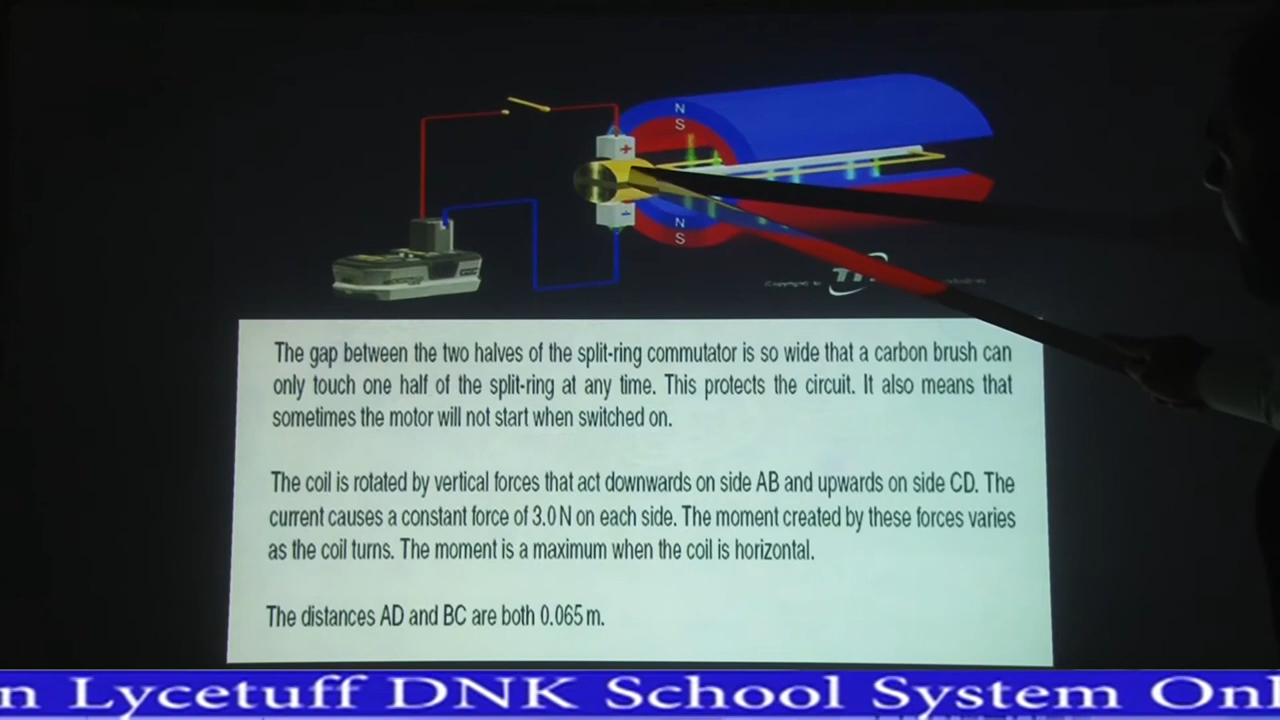 N
S
+
-
N
S
The gap between the two halves of the split-ring commutator is so wide that a carbon brush can
only touch one half of the split-ring at any time. This protects the circuit. It also means that
sometimes the motor will not start when switched on.
The coil is rotated by vertical forces that act downwards on side AB and upwards on side CD. The
current causes a constant force of 3.0 N on each side. The moment created by these forces varies
as the coil turns. The moment is a maximum when the coil is horizontal.
The distances AD and BC are both 0.065 m.
n Lycetuff DNK School System Onl